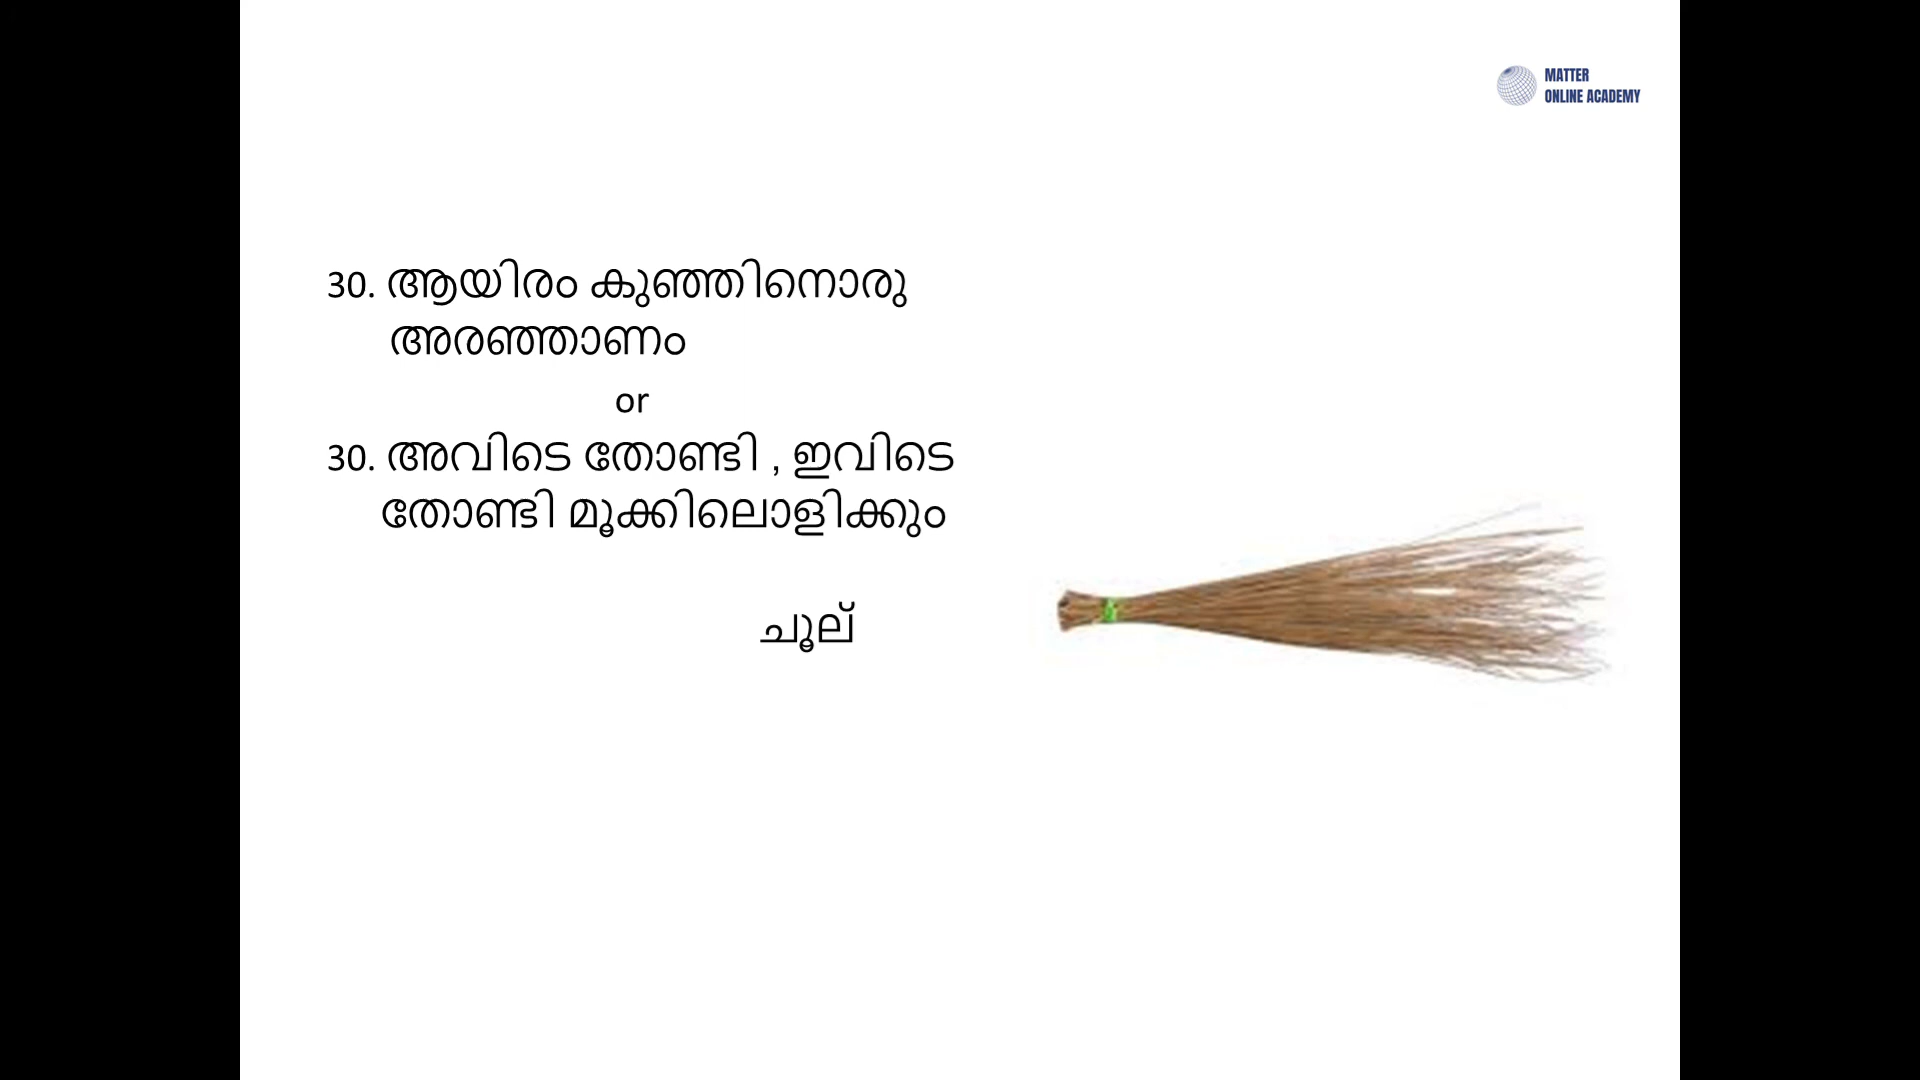 MATTER
ONLINE ACADEMY
30. ആയിരം കുഞ്ഞിനൊരു
അരഞ്ഞാണം
or
30. അവിടെ തോണ്ടി , ഇവിടെ
തോണ്ടി മൂക്കിലൊളിക്കും
ചൂല്